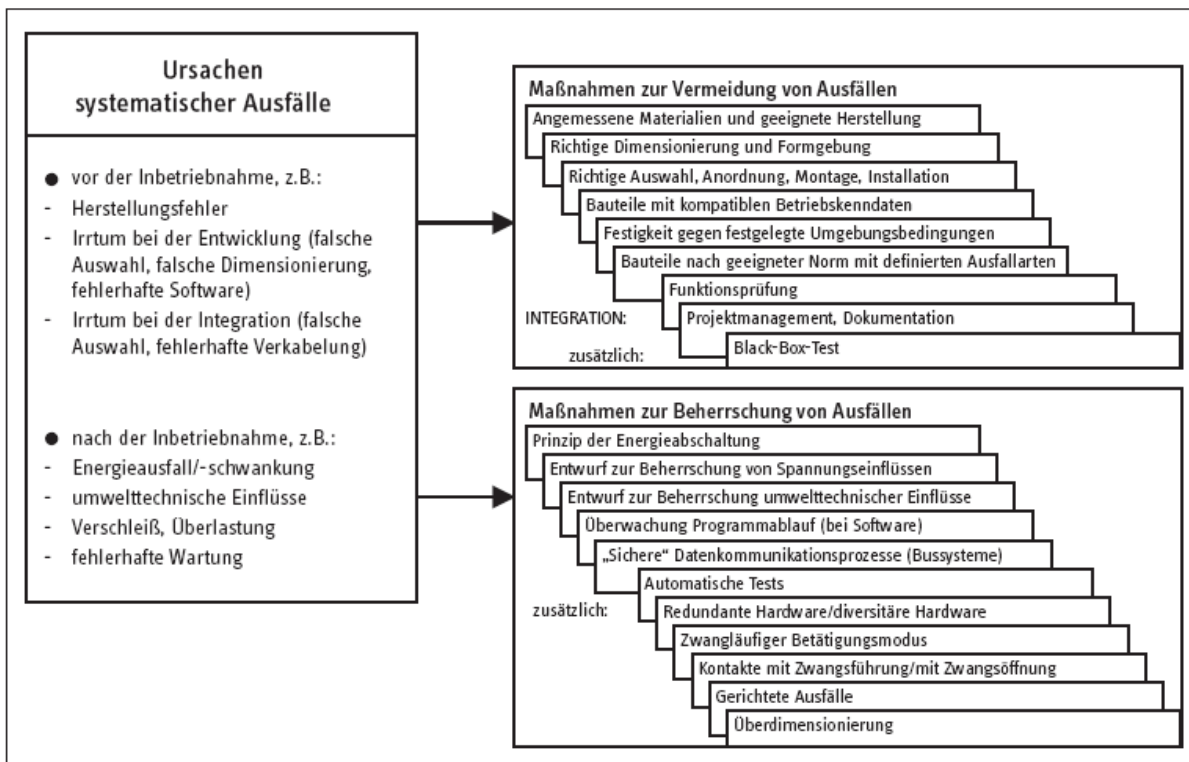 Ursachen
systematischer Ausfälle
● vor der Inbetriebnahme, z.B.:
- Herstellungsfehler
- Irrtum bei der Entwicklung (falsche
Auswahl, falsche Dimensionierung,
fehlerhafte Software)
- Irrtum bei der Integration (falsche
Auswahl, fehlerhafte Verkabelung)
● nach der Inbetriebnahme, z.B.:
- Energieausfall/-schwankung
- umwelttechnische Einflüsse
- Verschleiß, Überlastung
- fehlerhafte Wartung
Maßnahmen zur Vermeidung von Ausfällen
Angemessene Materialien und geeignete Herstellung
Richtige Dimensionierung und Formgebung
Richtige Auswahl, Anordnung, Montage, Installation
Bauteile mit kompatiblen Betriebskenndaten
Festigkeit gegen festgelegte Umgebungsbedingungen
Bauteile nach geeigneter Norm mit definierten Ausfallarten
Funktionsprüfung
INTEGRATION: Projektmanagement, Dokumentation
zusätzlich: Black-Box-Test
Maßnahmen zur Beherrschung von Ausfällen
Prinzip der Energieabschaltung
Entwurf zur Beherrschung von Spannungseinflüssen
Entwurf zur Beherrschung umwelttechnischer Einflüsse
Überwachung Programmablauf (bei Software)
„Sichere“ Datenkommunikationsprozesse (Bussysteme)
Automatische Tests
zusätzlich: Redundante Hardware/diversitäre Hardware
Zwangläufiger Betätigungsmodus
Kontakte mit Zwangsführung/mit Zwangsöffnung
Gerichtete Ausfälle
Überdimensionierung